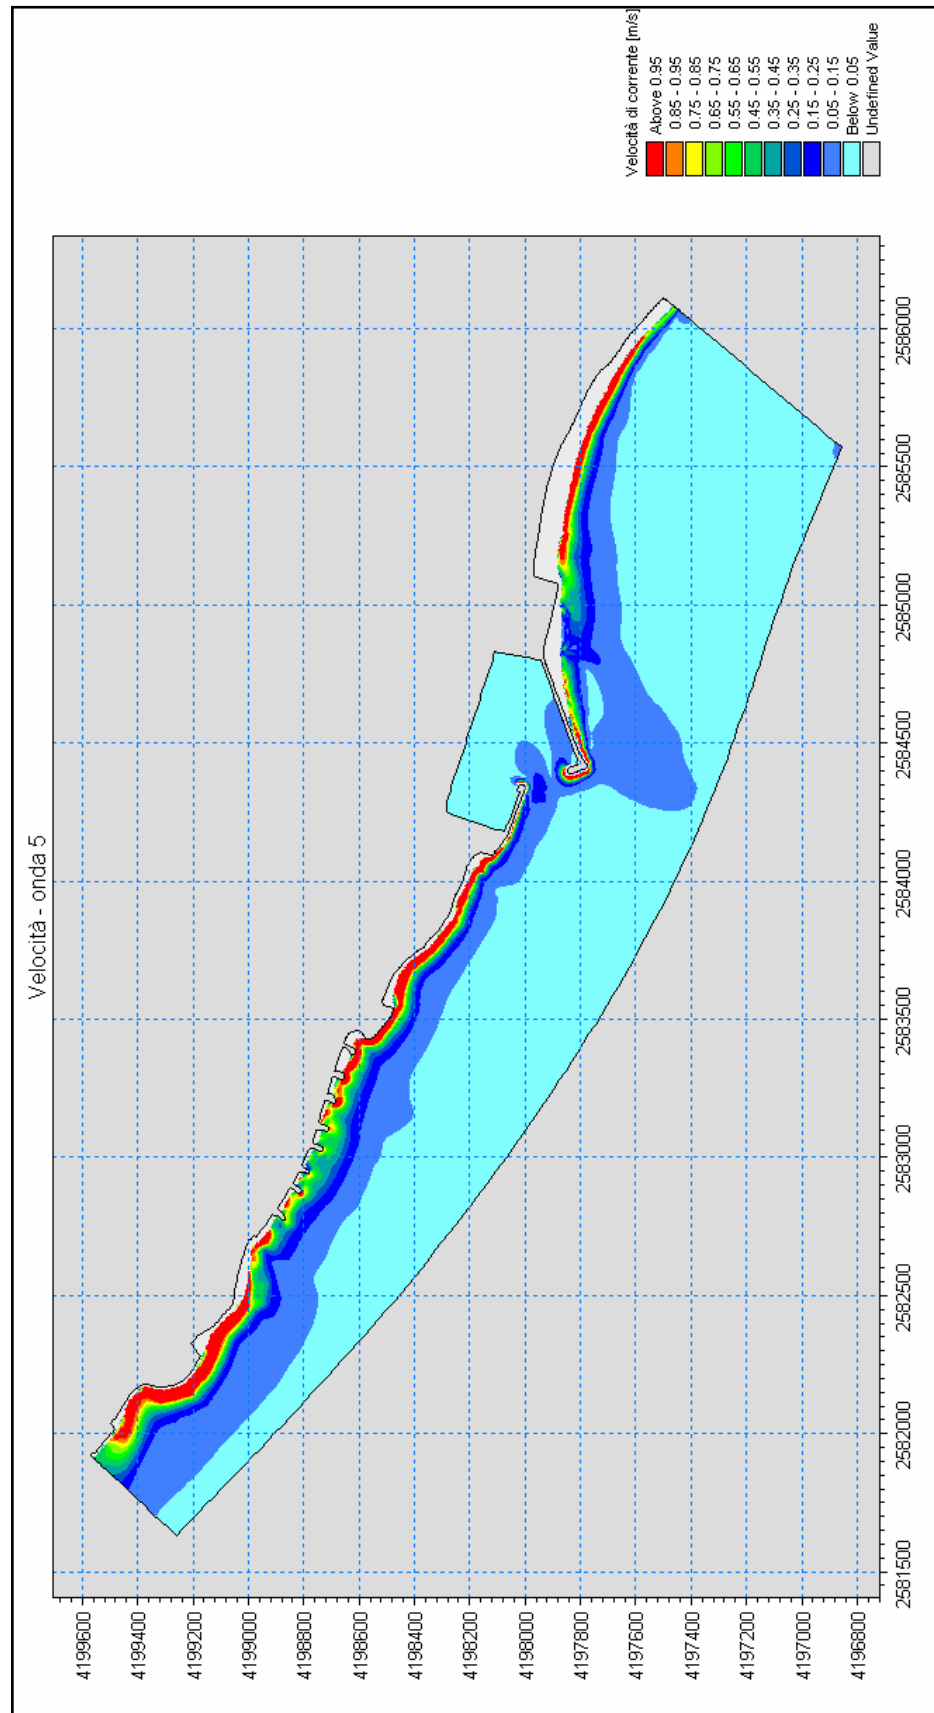 Velocità - onda 5
4199600
4199400
4199200
4199000
4198800
4198600
4198400
4198200
4198000
4197800
4197600
4197400
4197200
4197000
4196800
2581500
2582000
2582500
2583000
2583500
2584000
2584500
2585000
2585500
2586000
Velocità di corrente [m/s]
Above 0.95
0.85 - 0.95
0.75 - 0.85
0.65 - 0.75
0.55 - 0.65
0.45 - 0.55
0.35 - 0.45
0.25 - 0.35
0.15 - 0.25
0.05 - 0.15
Below 0.05
Undefined Value